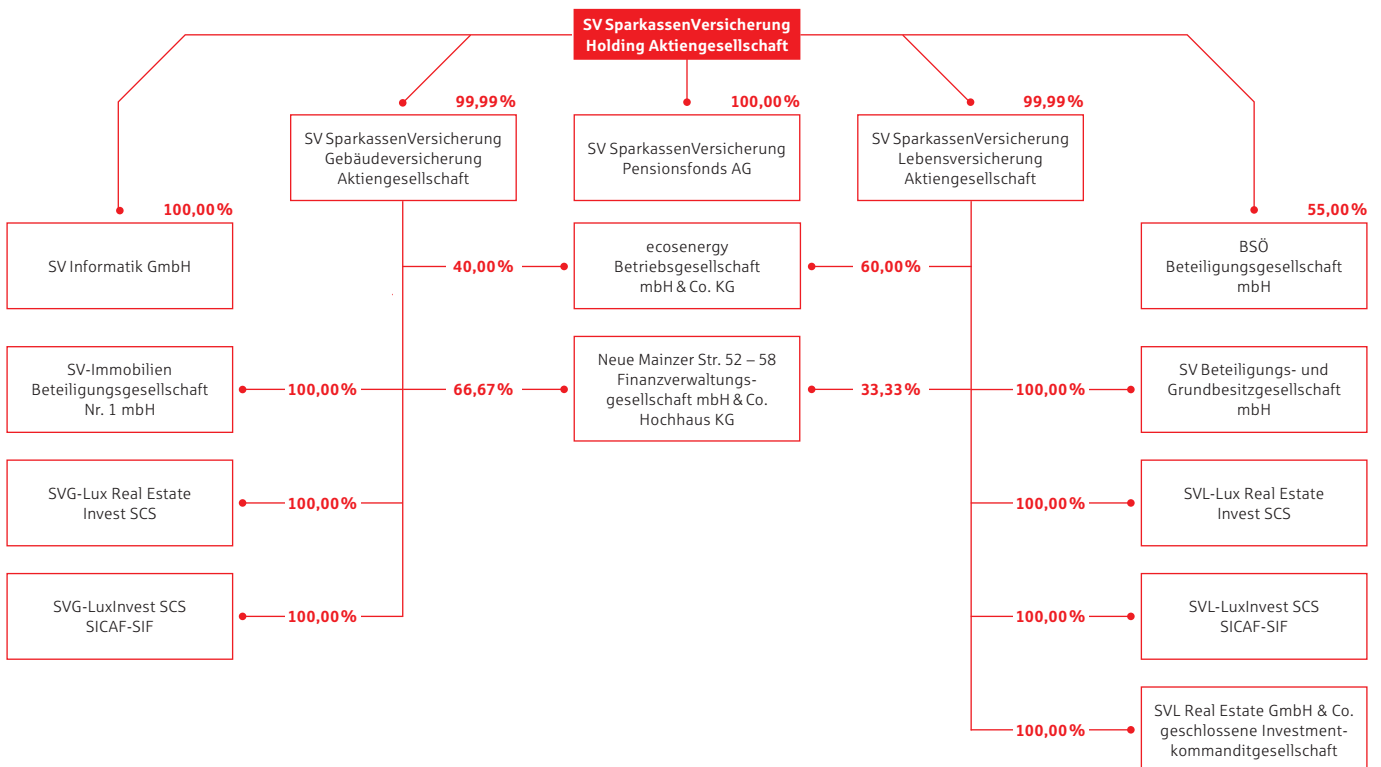 SV SparkassenVersicherung
Holding Aktiengesellschaft
99,99 %
100,00 %
99,99 %
SV SparkassenVersicherung
Gebäudeversicherung
Aktiengesellschaft
SV SparkassenVersicherung
Pensionsfonds AG
SV SparkassenVersicherung
Lebensversicherung
Aktiengesellschaft
100,00 %
55,00 %
SV Informatik GmbH
40,00 %
ecosenergy
Betriebsgesellschaft
mbH & Co. KG
60,00 %
BSÖ
Beteiligungsgesellschaft
mbH
SV-Immobilien
Beteiligungsgesellschaft
Nr. 1 mbH
100,00 %
66,67 %
Neue Mainzer Str. 52 – 58
Finanzverwaltungs-
gesellschaft mbH & Co.
Hochhaus KG
33,33 %
100,00 %
SV Beteiligungs- und
Grundbesitzgesellschaft
mbH
SVG-Lux Real Estate
Invest SCS
100,00 %
100,00 %
SVL-Lux Real Estate
Invest SCS
SVG-LuxInvest SCS
SICAF-SIF
100,00 %
100,00 %
SVL-LuxInvest SCS
SICAF-SIF
100,00 %
SVL Real Estate GmbH & Co.
geschlossene Investment-
kommanditgesellschaft